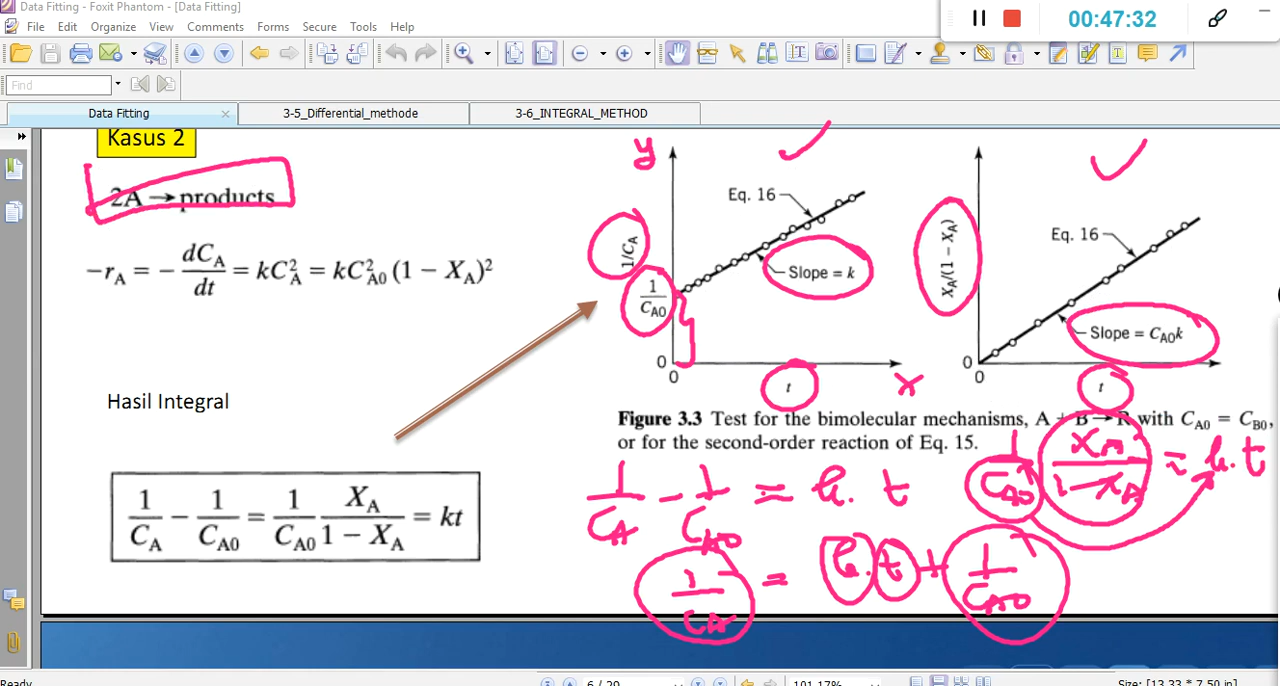 Data Fitting - Foxit Phantom - [Data Fitting]
00:47:32
File Edit Organize View Comments Forms Secure Tools Help
Find
Data Fitting × 3-5_Differential_methode 3-6_INTEGRAL_METHOD
Kasus 2
2A → products
-r_A = - dC_A/dt = kC_A^2 = kC_A0^2 (1 - X_A)^2
Hasil Integral
1/C_A - 1/C_A0 = 1/C_A0 X_A/(1 - X_A) = kt
y
1/C_A
1/C_A0
Eq. 16
Slope = k
0
0
t
x
X_A/(1 - X_A)
Eq. 16
Slope = C_A0k
0
0
t
Figure 3.3 Test for the bimolecular mechanisms, A + B → R with C_A0 = C_B0,
or for the second-order reaction of Eq. 15.
1/C_A - 1/C_A0 = k. t
1/C_A0 X_A/(1-X_A) = k. t
1/C_A = k. t + 1/C_A0
Ready
6 / 29
101.17%
Size: [13.33 * 7.50 in]